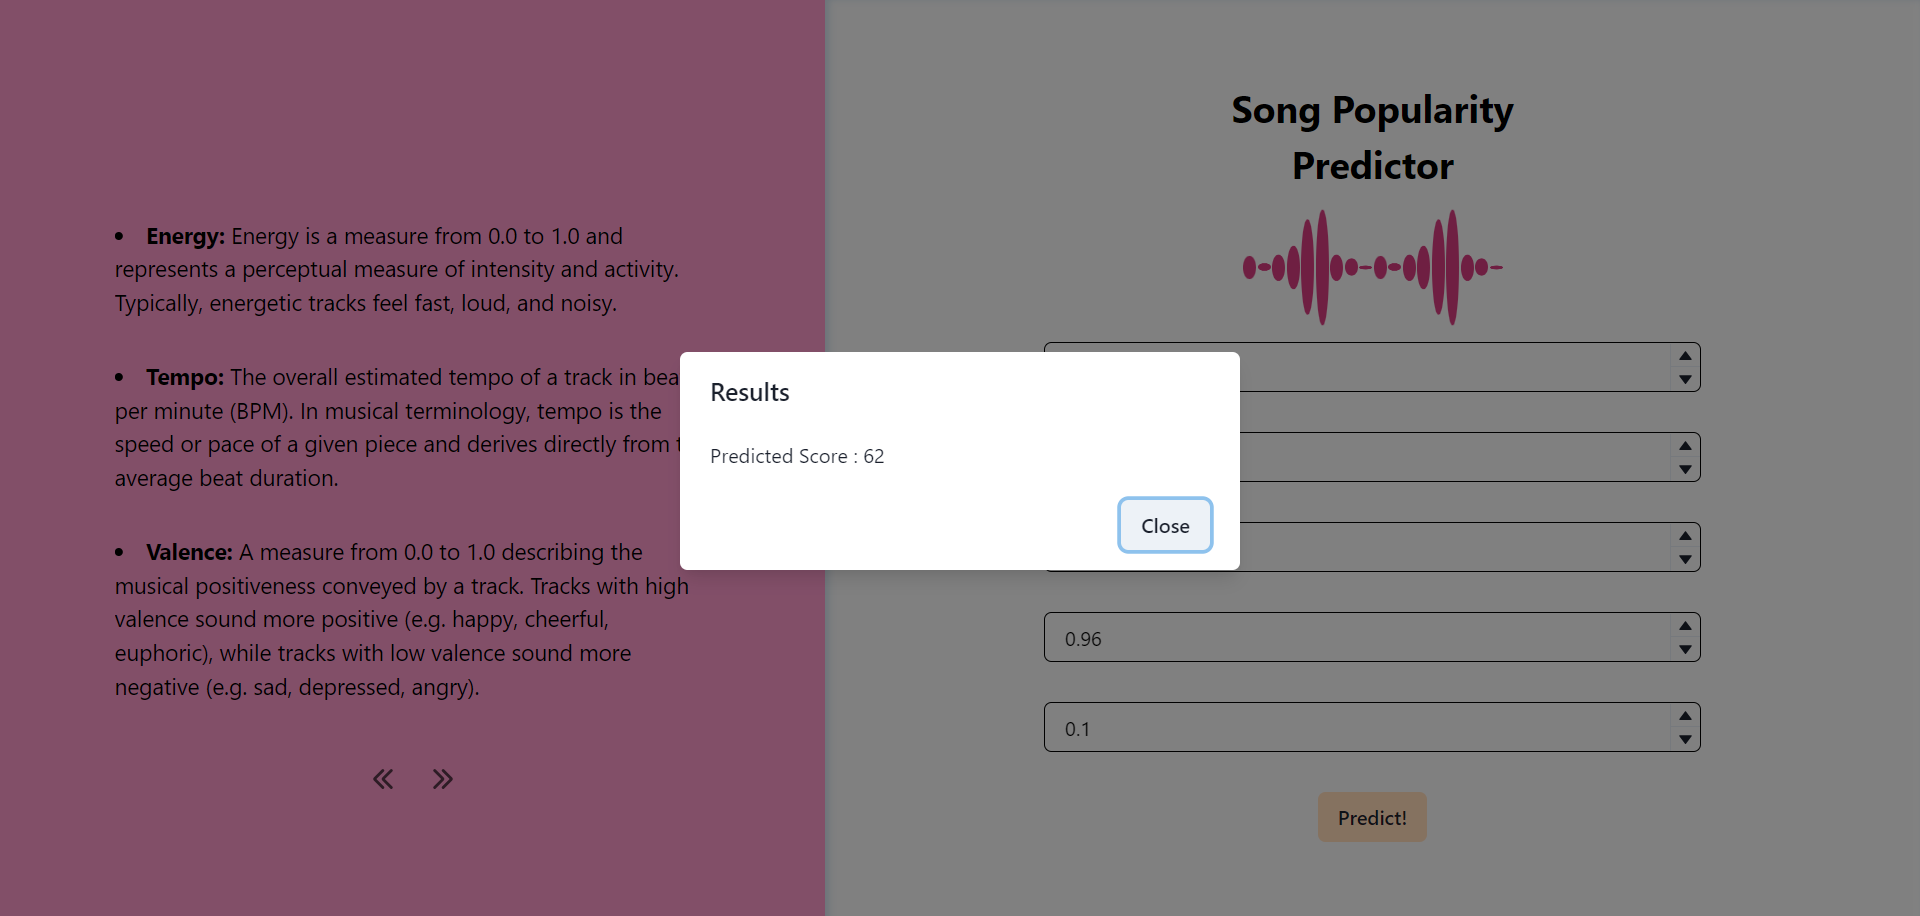 • Energy: Energy is a measure from 0.0 to 1.0 and
represents a perceptual measure of intensity and activity.
Typically, energetic tracks feel fast, loud, and noisy.
• Tempo: The overall estimated tempo of a track in
per minute (BPM). In musical terminology, tempo is the
speed or pace of a given piece and derives directly from
average beat duration.
• Valence: A measure from 0.0 to 1.0 describing the
musical positiveness conveyed by a track. Tracks with high
valence sound more positive (e.g. happy, cheerful,
euphoric), while tracks with low valence sound more
negative (e.g. sad, depressed, angry).
Song Popularity
Predictor
Results
Predicted Score : 62
Close
0.96
0.1
Predict!